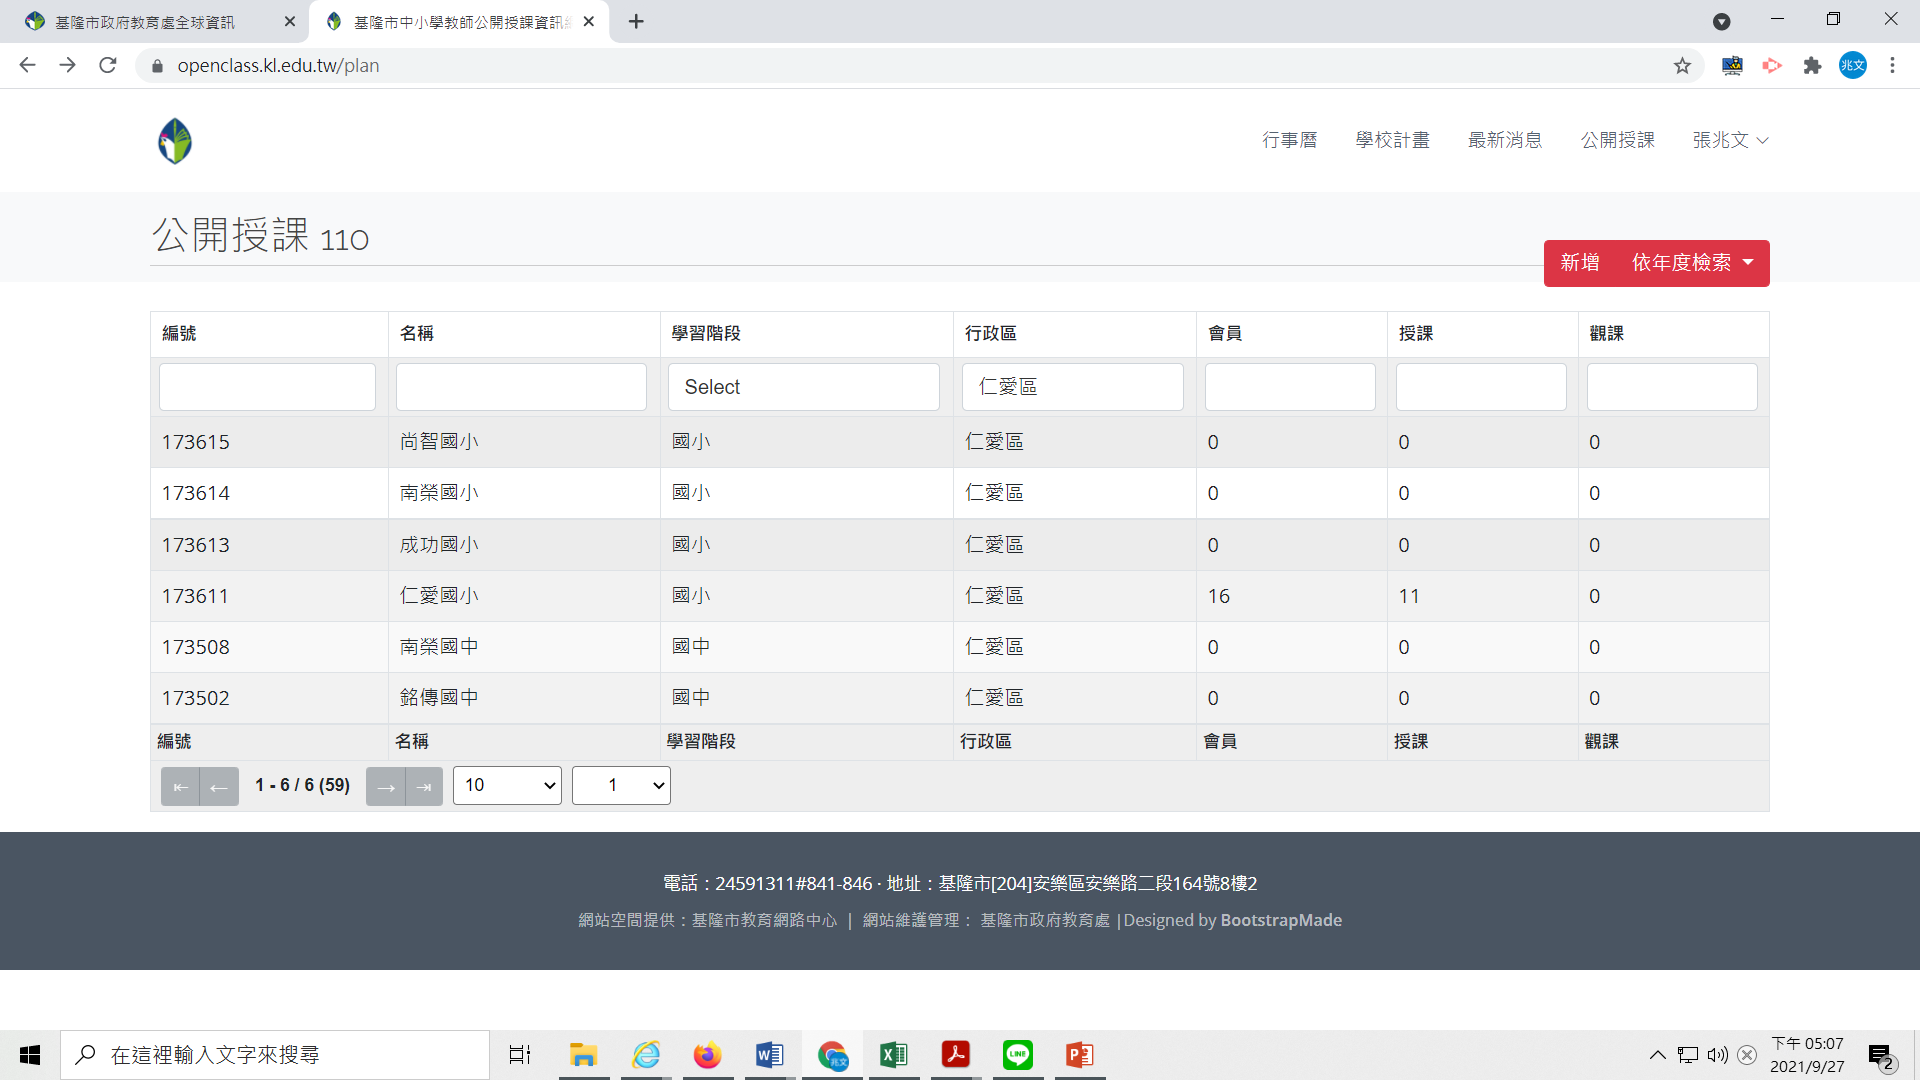 基隆市政府教育處全球資訊
基隆市中小學教師公開授課資訊
openclass.kl.edu.tw/plan
兆文
行事曆 學校計畫 最新消息 公開授課 張兆文
公開授課 110
新增 依年度檢索
編號 名稱 學習階段 行政區 會員 授課 觀課
Select 仁愛區
173615 尚智國小 國小 仁愛區 0 0 0
173614 南榮國小 國小 仁愛區 0 0 0
173613 成功國小 國小 仁愛區 0 0 0
173611 仁愛國小 國小 仁愛區 16 11 0
173508 南榮國中 國中 仁愛區 0 0 0
173502 銘傳國中 國中 仁愛區 0 0 0
編號 名稱 學習階段 行政區 會員 授課 觀課
1 - 6 / 6 (59) 10 1
電話：24591311#841-846 · 地址：基隆市[204]安樂區安樂路二段164號8樓2
網站空間提供：基隆市教育網路中心 | 網站維護管理： 基隆市政府教育處 |Designed by BootstrapMade
在這裡輸入文字來搜尋
兆文
LINE
下午 05:07
2021/9/27
2